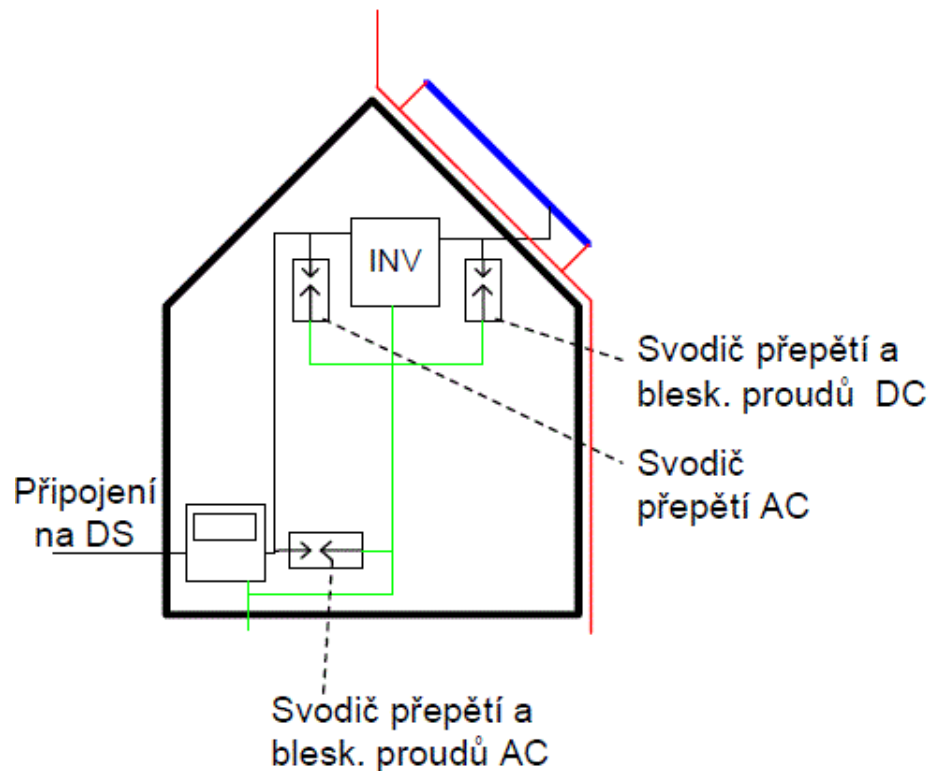 INV
Svodič přepětí a
blesk. proudů DC
Svodič
přepětí AC
Připojení
na DS
Svodič přepětí a
blesk. proudů AC